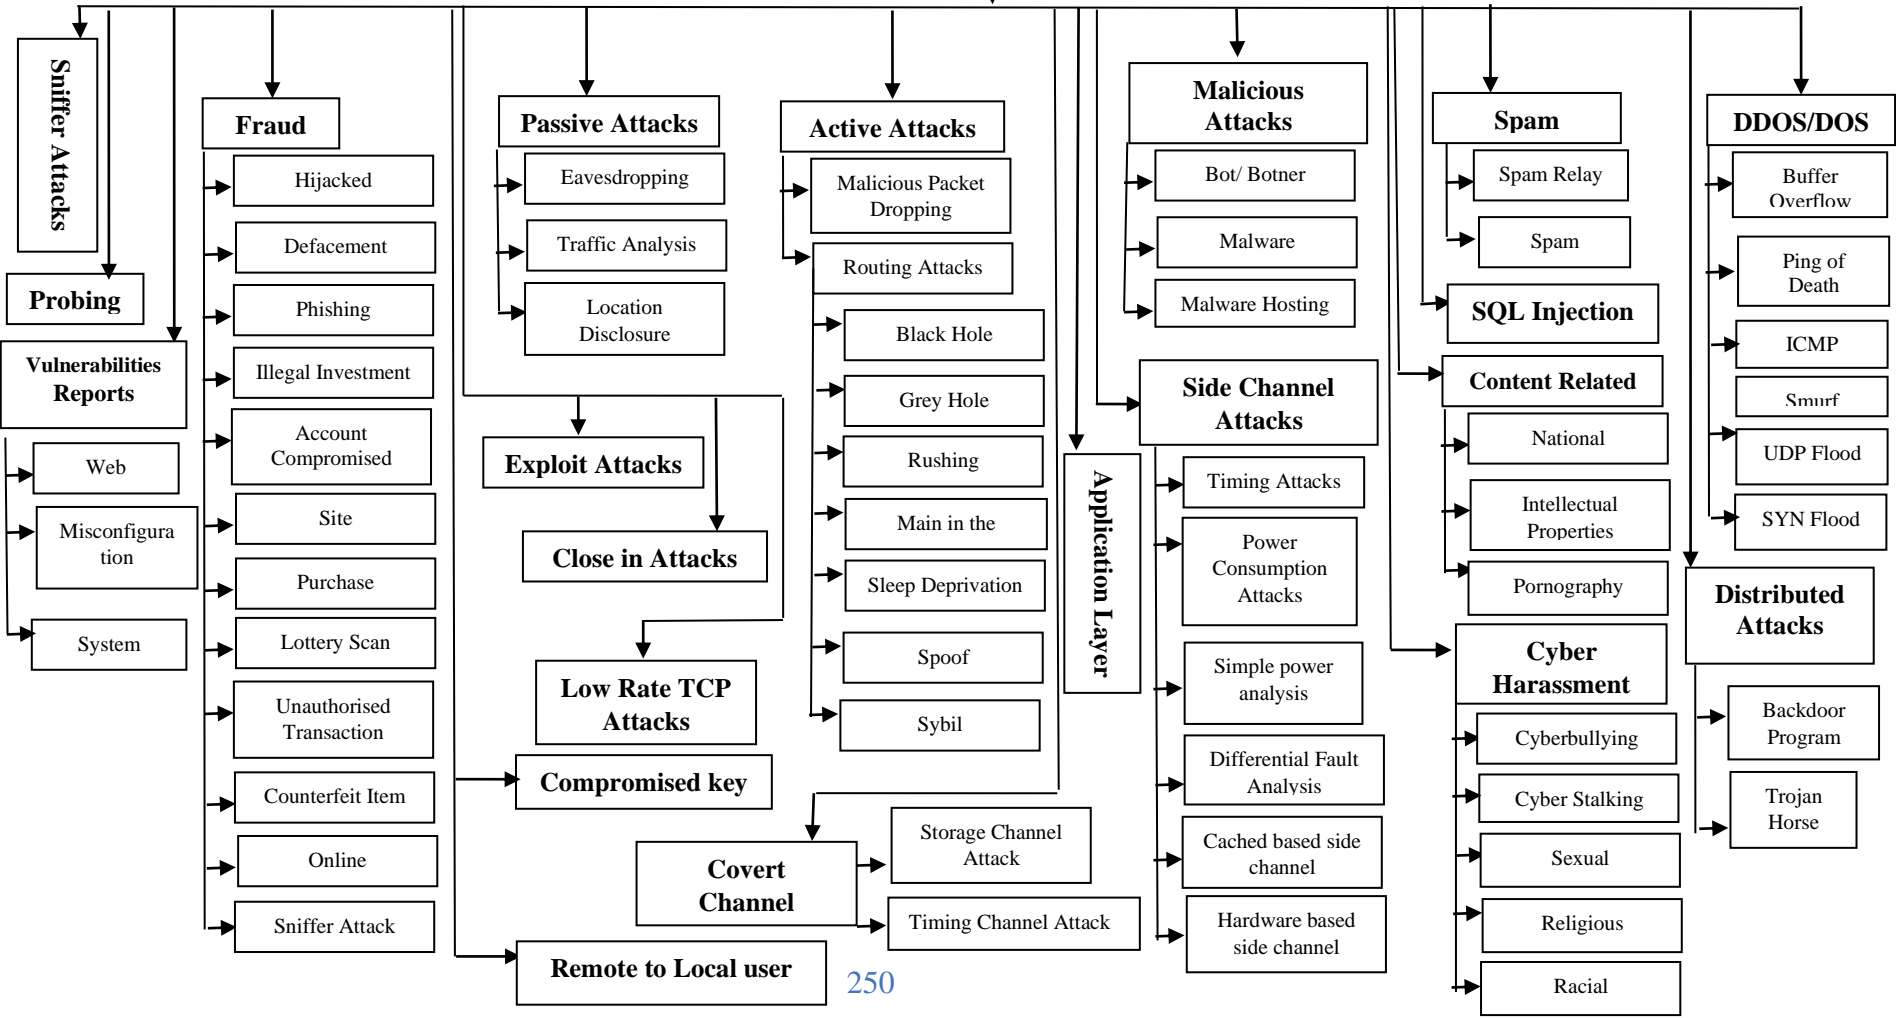 Sniffer Attacks
Probing
Vulnerabilities
Reports
Web
Misconfigura
tion
System
Fraud
Hijacked
Defacement
Phishing
Illegal Investment
Account
Compromised
Site
Purchase
Lottery Scan
Unauthorised
Transaction
Counterfeit Item
Online
Sniffer Attack
Passive Attacks
Eavesdropping
Traffic Analysis
Location
Disclosure
Exploit Attacks
Close in Attacks
Low Rate TCP
Attacks
Compromised key
Covert
Channel
Storage Channel
Attack
Timing Channel Attack
Remote to Local user
Active Attacks
Malicious Packet
Dropping
Routing Attacks
Black Hole
Grey Hole
Rushing
Main in the
Sleep Deprivation
Spoof
Sybil
Application Layer
Malicious
Attacks
Bot/ Botner
Malware
Malware Hosting
Side Channel
Attacks
Timing Attacks
Power
Consumption
Attacks
Simple power
analysis
Differential Fault
Analysis
Cached based side
channel
Hardware based
side channel
Spam
Spam Relay
Spam
SQL Injection
Content Related
National
Intellectual
Properties
Pornography
Cyber
Harassment
Cyberbullying
Cyber Stalking
Sexual
Religious
Racial
DDOS/DOS
Buffer
Overflow
Ping of
Death
ICMP
Smurf
UDP Flood
SYN Flood
Distributed
Attacks
Backdoor
Program
Trojan
Horse
250